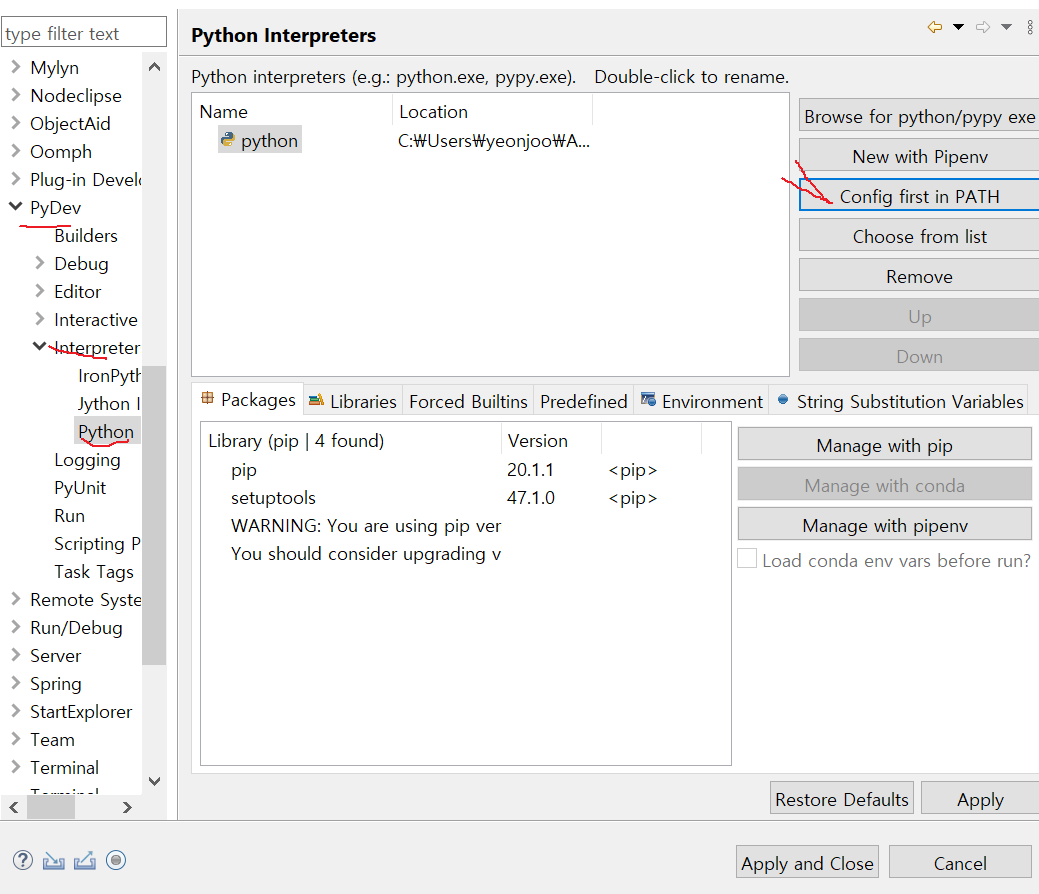 type filter text
Mylyn
Nodeclipse
ObjectAid
Oomph
Plug-in Devel
PyDev
Builders
Debug
Editor
Interactive
Interpreter
IronPyth
Jython I
Python
Logging
PyUnit
Run
Scripting P
Task Tags
Remote Syste
Run/Debug
Server
Spring
StartExplorer
Team
Terminal
Python Interpreters
Python interpreters (e.g.: python.exe, pypy.exe). Double-click to rename.
Name Location
python C:₩Users₩yeonjoo₩A...
Browse for python/pypy exe
New with Pipenv
Config first in PATH
Choose from list
Remove
Up
Down
Packages Libraries Forced Builtins Predefined Environment String Substitution Variables
Library (pip | 4 found) Version
pip 20.1.1 <pip>
setuptools 47.1.0 <pip>
WARNING: You are using pip ver
You should consider upgrading v
Manage with pip
Manage with conda
Manage with pipenv
Load conda env vars before run?
Restore Defaults Apply
Apply and Close Cancel